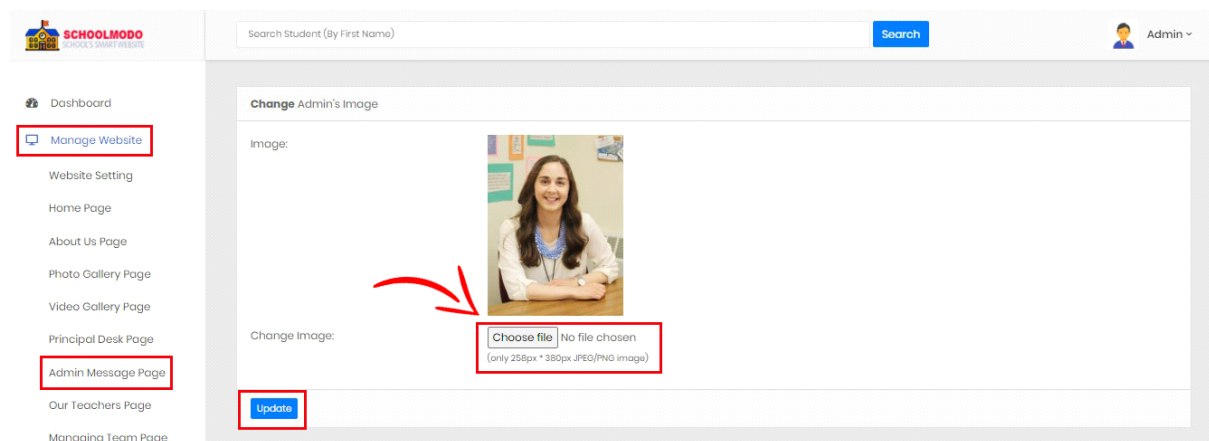 SCHOOLMODO
SCHOOL'S SMART WEBSITE
Search Student (By First Name)
Search
Admin
Dashboard
Manage Website
Website Setting
Home Page
About Us Page
Photo Gallery Page
Video Gallery Page
Principal Desk Page
Admin Message Page
Our Teachers Page
Managing Team Page
Change Admin's Image
Image:
Change Image:
Choose file No file chosen
(only 258px * 380px JPEG/PNG image)
Update